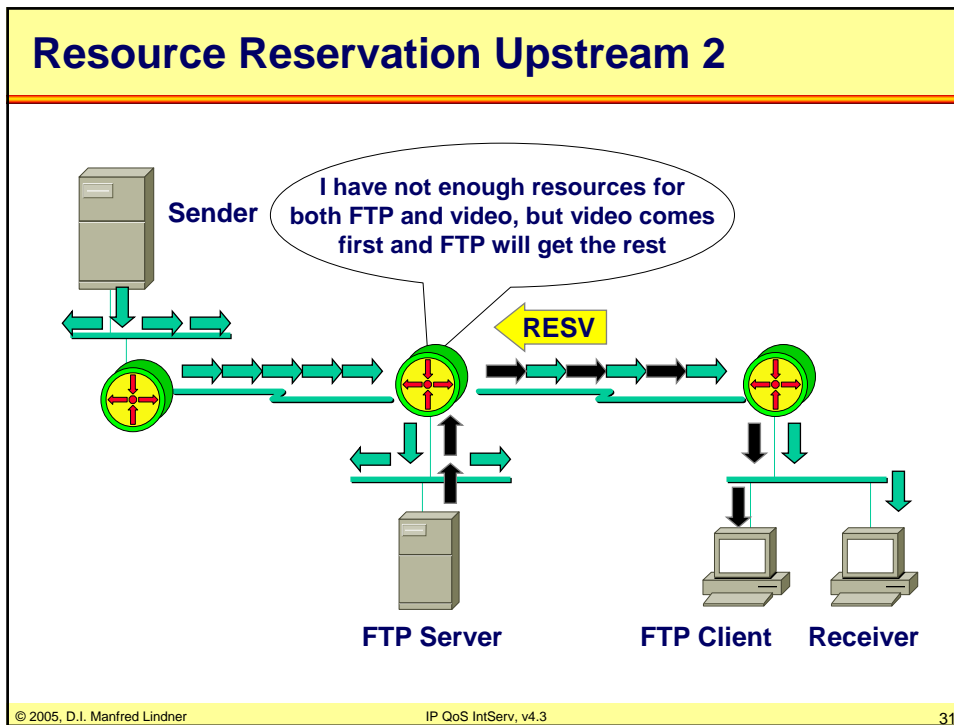 Resource Reservation Upstream 2
I have not enough resources for
both FTP and video, but video comes
first and FTP will get the rest
Sender
RESV
FTP Server
FTP Client
Receiver
© 2005, D.I. Manfred Lindner
IP QoS IntServ, v4.3
31